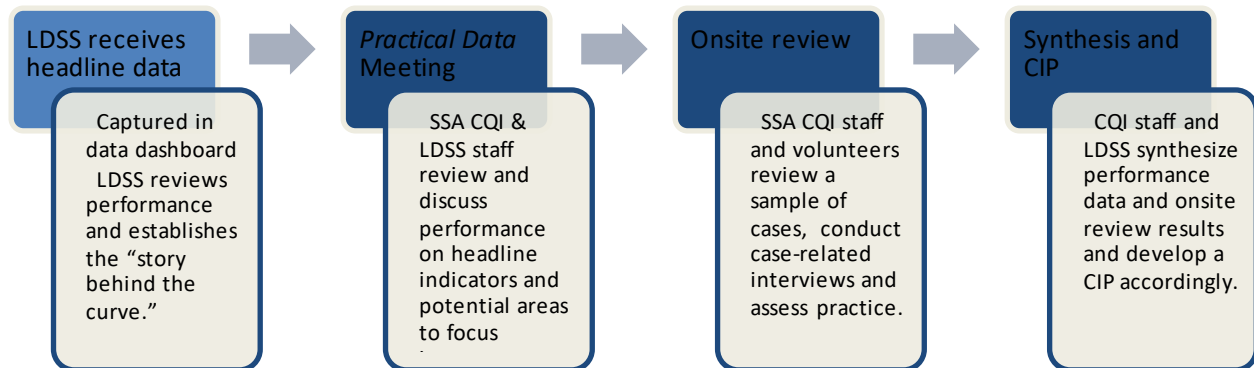 LDSS receives
headline data
Captured in
data dashboard
LDSS reviews
performance
and establishes
the “story
behind the
curve.”
Practical Data
Meeting
SSA CQI &
LDSS staff
review and
discuss
performance
on headline
indicators and
potential areas
to focus
Onsite review
SSA CQI staff
and volunteers
review a
sample of
cases, conduct
case-related
interviews and
assess practice.
Synthesis and
CIP
CQI staff and
LDSS synthesize
performance
data and onsite
review results
and develop a
CIP accordingly.